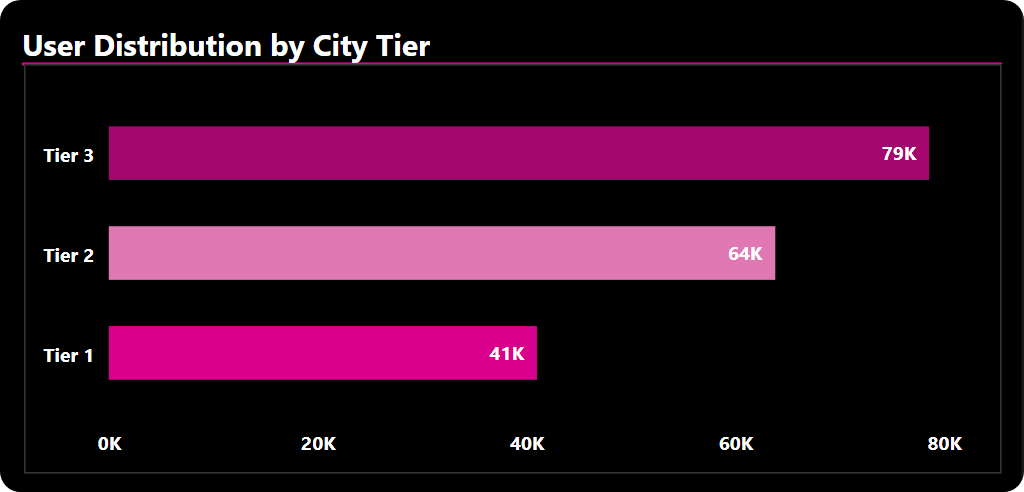 User Distribution by City Tier
Tier 3 79K
Tier 2 64K
Tier 1 41K
0K 20K 40K 60K 80K